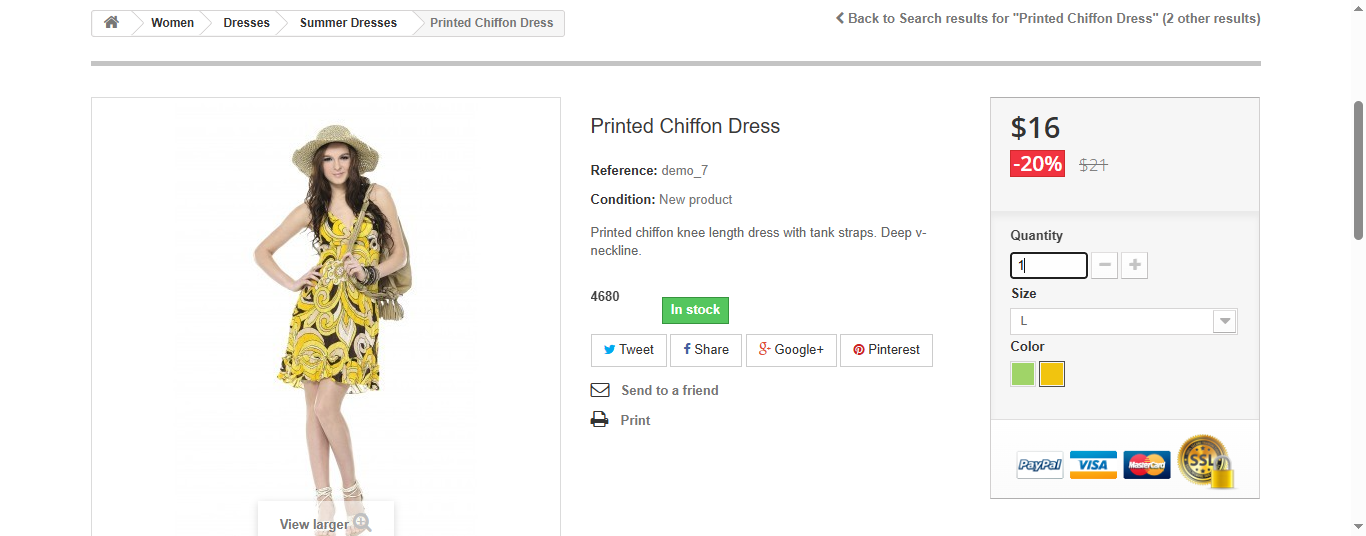 Women
Dresses
Summer Dresses
Printed Chiffon Dress
Back to Search results for "Printed Chiffon Dress" (2 other results)
View larger
Printed Chiffon Dress
Reference: demo_7
Condition: New product
Printed chiffon knee length dress with tank straps. Deep v-
neckline.
4680
In stock
Tweet
Share
Google+
Pinterest
Send to a friend
Print
$16
-20% $21
Quantity
1
Size
L
Color
PayPal
VISA
MasterCard
SSL